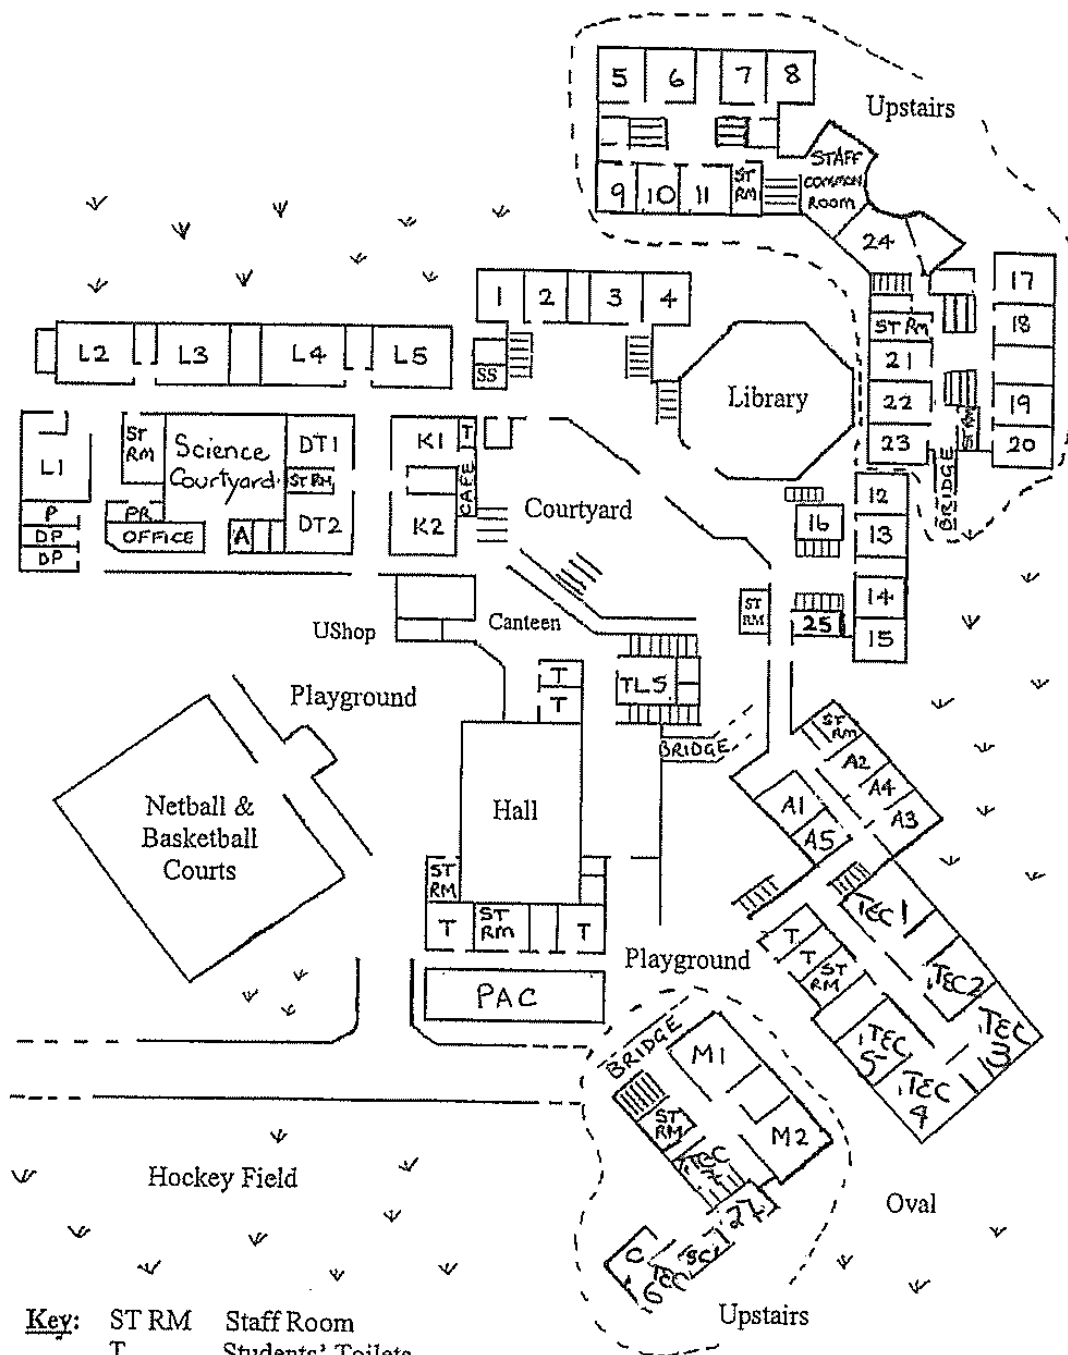 5 6 7 8
Upstairs
STAFF
COMMON
ROOM
9 10 11 ST RM
24
17
1 2 3 4
18
ST RM
21
L2 L3 L4 L5
SS
Library
22
19
23
ST RM
20
BRIDGE
L1
ST RM
Science
Courtyard
DT1
ST RM
DT2
K1
T
CAFE
K2
P
DP
DP
PR
OFFICE
A
Courtyard
12
16
13
14
ST RM
25
15
UShop
Canteen
T
T
TLS
Playground
BRIDGE
ST RM
A2
A4
A3
A1
A5
Netball &
Basketball
Courts
Hall
ST RM
T
ST RM
T
TEC 1
T
T
ST RM
TEC 2
TEC 3
TEC 5
TEC 4
Playground
PAC
BRIDGE
M1
ST RM
M2
TEC 7
27
C
SC1
TEC 6
Hockey Field
Oval
Upstairs
Key: ST RM Staff Room
T Students' Toilets